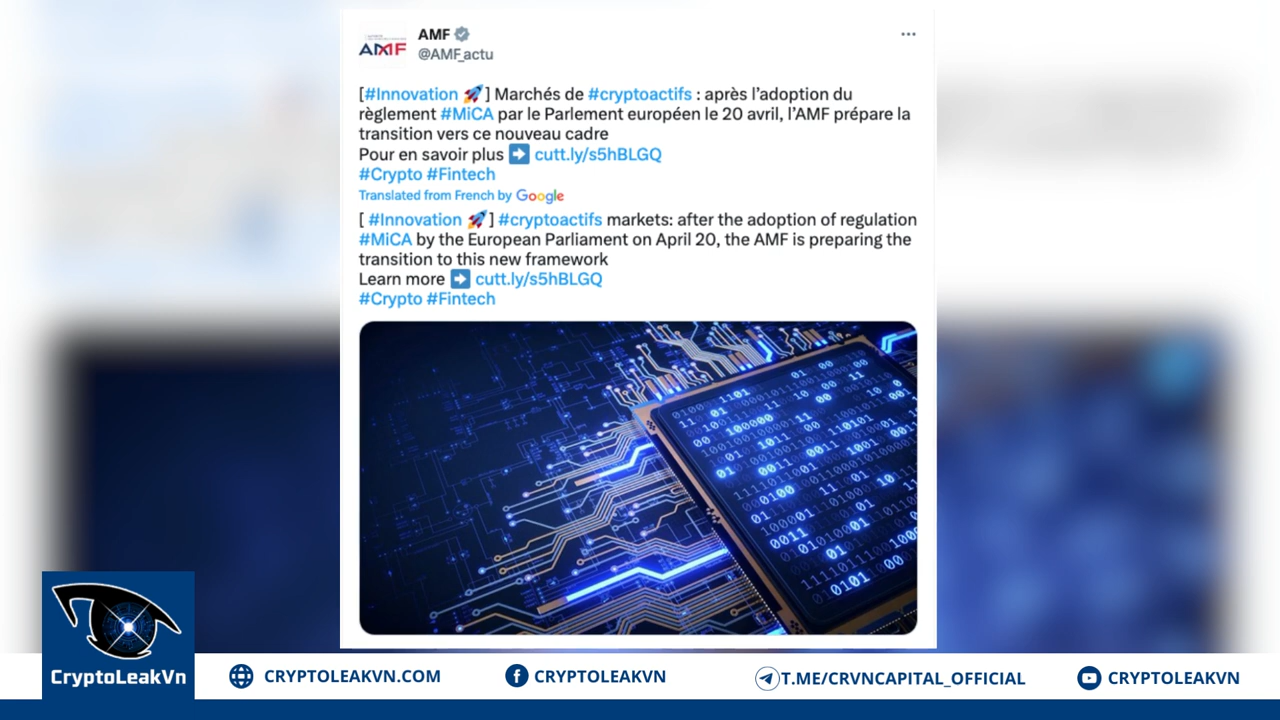 AMF
AMF
@AMF_actu
[#Innovation 🚀] Marchés de #cryptoactifs : après l’adoption du
règlement #MiCA par le Parlement européen le 20 avril, l’AMF prépare la
transition vers ce nouveau cadre
Pour en savoir plus ➡️ cutt.ly/s5hBLGQ
#Crypto #Fintech
Translated from French by Google
[ #Innovation 🚀] #cryptoactifs markets: after the adoption of regulation
#MiCA by the European Parliament on April 20, the AMF is preparing the
transition to this new framework
Learn more ➡️ cutt.ly/s5hBLGQ
#Crypto #Fintech
CryptoLeakVn
CRYPTOLEAKVN.COM
CRYPTOLEAKVN
T.ME/CRVNCAPITAL_OFFICIAL
CRYPTOLEAKVN